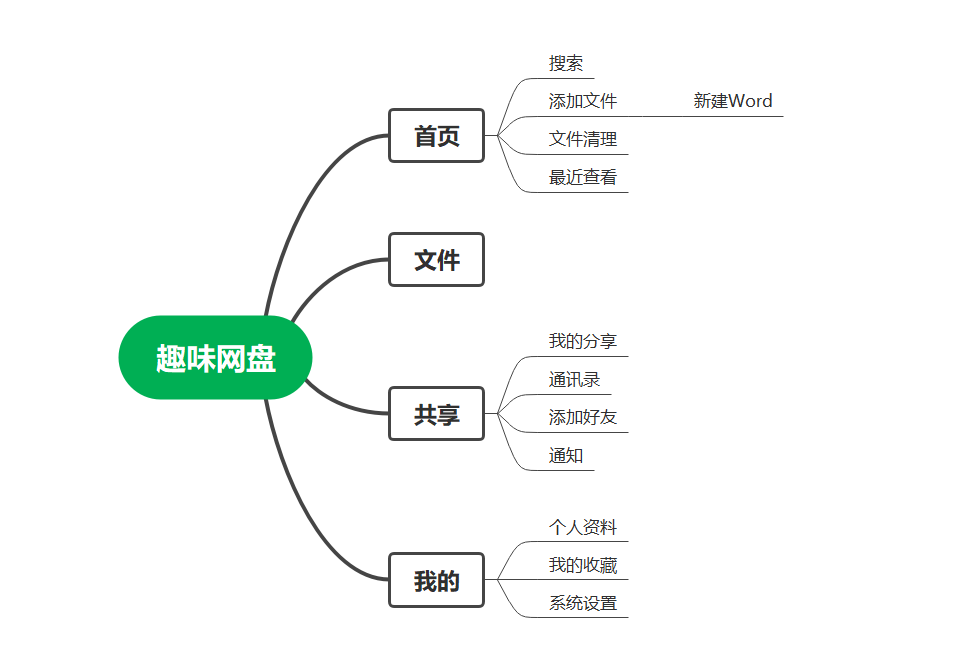 趣味网盘
首页
搜索
添加文件
新建Word
文件清理
最近查看
文件
共享
我的分享
通讯录
添加好友
通知
我的
个人资料
我的收藏
系统设置